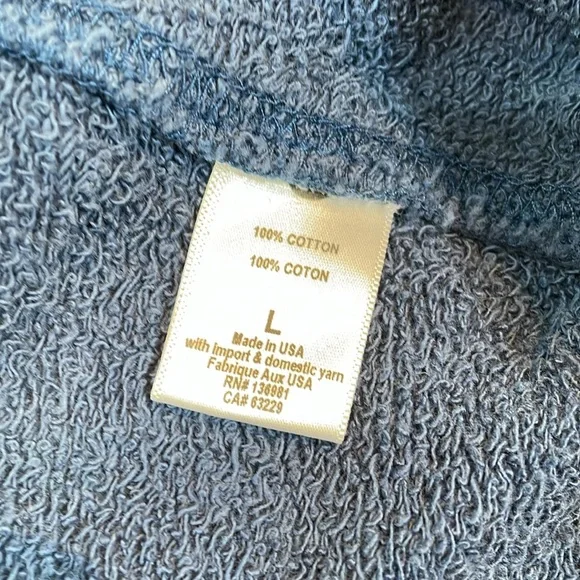 100% COTTON
100% COTON
L
Made in USA
with import & domestic yarn
Fabrique Aux USA
RN# 136981
CA# 63229